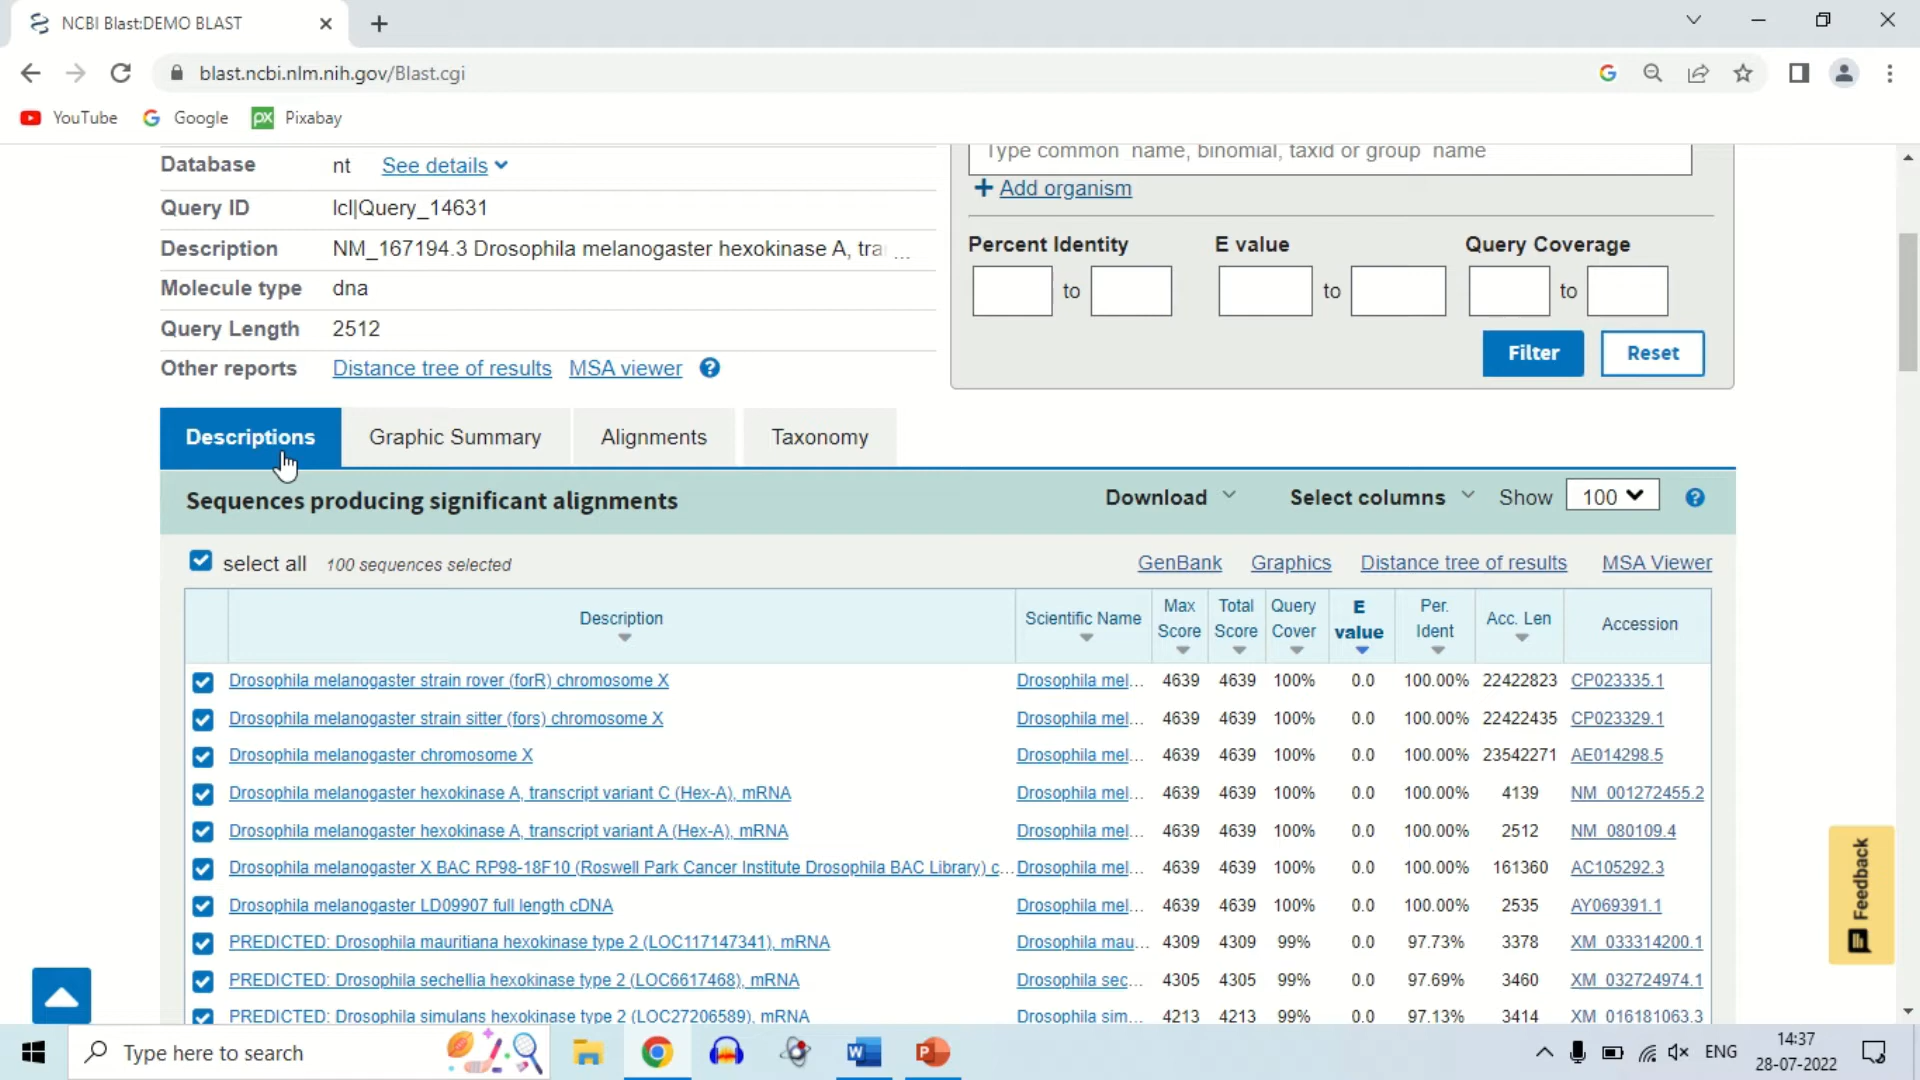 NCBI Blast:DEMO BLAST
blast.ncbi.nlm.nih.gov/Blast.cgi
YouTube Google px Pixabay
Database nt See details
Query ID lcl|Query_14631
Description NM_167194.3 Drosophila melanogaster hexokinase A, tra ...
Molecule type dna
Query Length 2512
Other reports Distance tree of results MSA viewer ?
Type common name, binomial, taxid or group name
+ Add organism
Percent Identity E value Query Coverage
to to to
Filter Reset
Descriptions Graphic Summary Alignments Taxonomy
Sequences producing significant alignments Download Select columns Show 100 ?
select all 100 sequences selected GenBank Graphics Distance tree of results MSA Viewer
Description Scientific Name Max Score Total Score Query Cover E value Per. Ident Acc. Len Accession
Drosophila melanogaster strain rover (forR) chromosome X Drosophila mel... 4639 4639 100% 0.0 100.00% 22422823 CP023335.1
Drosophila melanogaster strain sitter (fors) chromosome X Drosophila mel... 4639 4639 100% 0.0 100.00% 22422435 CP023329.1
Drosophila melanogaster chromosome X Drosophila mel... 4639 4639 100% 0.0 100.00% 23542271 AE014298.5
Drosophila melanogaster hexokinase A, transcript variant C (Hex-A), mRNA Drosophila mel... 4639 4639 100% 0.0 100.00% 4139 NM_001272455.2
Drosophila melanogaster hexokinase A, transcript variant A (Hex-A), mRNA Drosophila mel... 4639 4639 100% 0.0 100.00% 2512 NM_080109.4
Drosophila melanogaster X BAC RP98-18F10 (Roswell Park Cancer Institute Drosophila BAC Library) c... Drosophila mel... 4639 4639 100% 0.0 100.00% 161360 AC105292.3
Drosophila melanogaster LD09907 full length cDNA Drosophila mel... 4639 4639 100% 0.0 100.00% 2535 AY069391.1
PREDICTED: Drosophila mauritiana hexokinase type 2 (LOC117147341), mRNA Drosophila mau... 4309 4309 99% 0.0 97.73% 3378 XM_033314200.1
PREDICTED: Drosophila sechellia hexokinase type 2 (LOC6617468), mRNA Drosophila sec... 4305 4305 99% 0.0 97.69% 3460 XM_032724974.1
PREDICTED: Drosophila simulans hexokinase type 2 (LOC27206589), mRNA Drosophila sim... 4213 4213 99% 0.0 97.13% 3414 XM_016181063.3
Feedback
Type here to search
ENG
14:37
28-07-2022